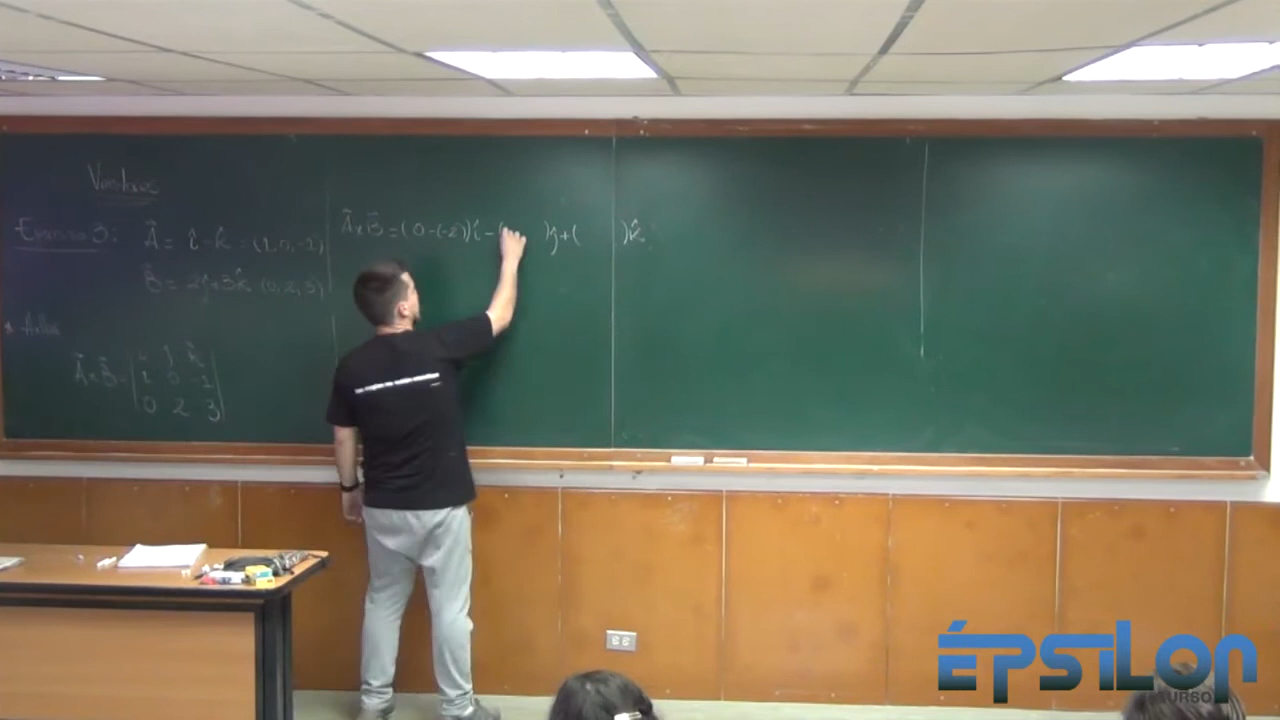 Vectores
Ejercicio 3:
A⃗ = î - k̂ = (1, 0, -1)
B⃗ = 2ĵ + 3k̂ (0, 2, 3)
A⃗ x B⃗ =
i j k̂
1 0 -1
0 2 3
A⃗ x B⃗ = (0-(-2))î - ( )ĵ + ( )k̂
ÉPSILON
CURSO